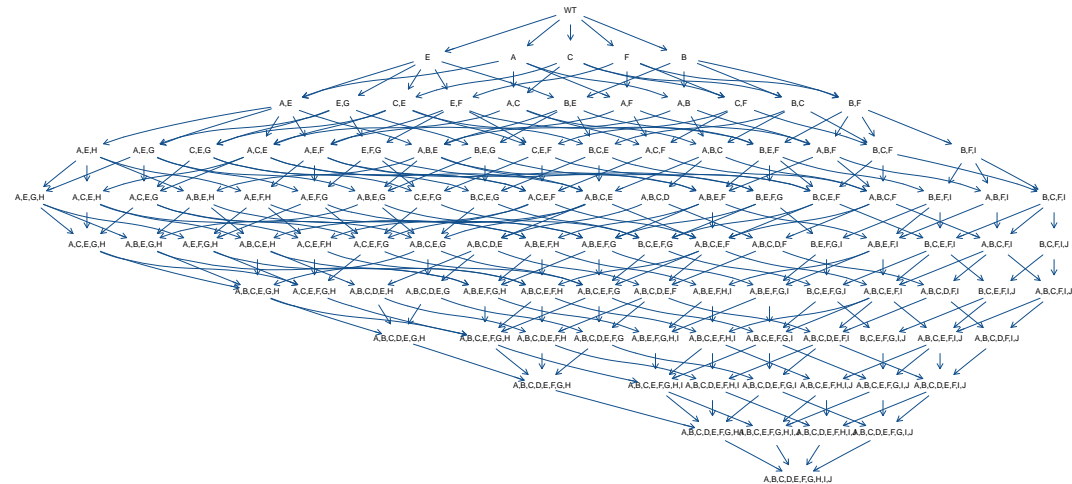 WT
E A C F B
A,E E,G C,E E,F A,C B,E A,F A,B C,F B,C B,F
A,E,H A,E,G C,E,G A,C,E A,E,F E,F,G A,B,E B,E,G C,E,F B,C,E A,C,F A,B,C B,E,F A,B,F B,C,F B,F,I
A,E,G,H A,C,E,H A,C,E,G A,B,E,H A,E,F,H A,E,F,G A,B,E,G C,E,F,G B,C,E,G A,C,E,F A,B,C,E A,B,C,D A,B,E,F B,E,F,G B,C,E,F A,B,C,F B,E,F,I A,B,F,I B,C,F,I
A,C,E,G,H A,B,E,G,H A,E,F,G,H A,B,C,E,H A,C,E,F,H A,C,E,F,G A,B,C,E,G A,B,C,D,E A,B,E,F,H A,B,E,F,G B,C,E,F,G A,B,C,E,F A,B,C,D,F B,E,F,G,I A,B,E,F,I B,C,E,F,I A,B,C,F,I B,C,F,I,J
A,B,C,E,G,H A,C,E,F,G,H A,B,C,D,E,H A,B,C,D,E,G A,B,E,F,G,H A,B,C,E,F,H A,B,C,E,F,G A,B,C,D,E,F A,B,E,F,H,I A,B,E,F,G,I B,C,E,F,G,I A,B,C,E,F,I A,B,C,D,F,I B,C,E,F,I,J A,B,C,F,I,J
A,B,C,D,E,G,H A,B,C,E,F,G,H A,B,C,D,E,F,H A,B,C,D,E,F,G A,B,E,F,G,H,I A,B,C,E,F,H,I A,B,C,E,F,G,I A,B,C,D,E,F,I B,C,E,F,G,I,J A,B,C,E,F,I,J A,B,C,D,F,I,J
A,B,C,D,E,F,G,H A,B,C,E,F,G,H,I A,B,C,D,E,F,H,I A,B,C,D,E,F,G,I A,B,C,E,F,H,I,J A,B,C,E,F,G,I,J A,B,C,D,E,F,I,J
A,B,C,D,E,F,G,H,I A,B,C,E,F,G,H,I,J A,B,C,D,E,F,H,I,J A,B,C,D,E,F,G,I,J
A,B,C,D,E,F,G,H,I,J